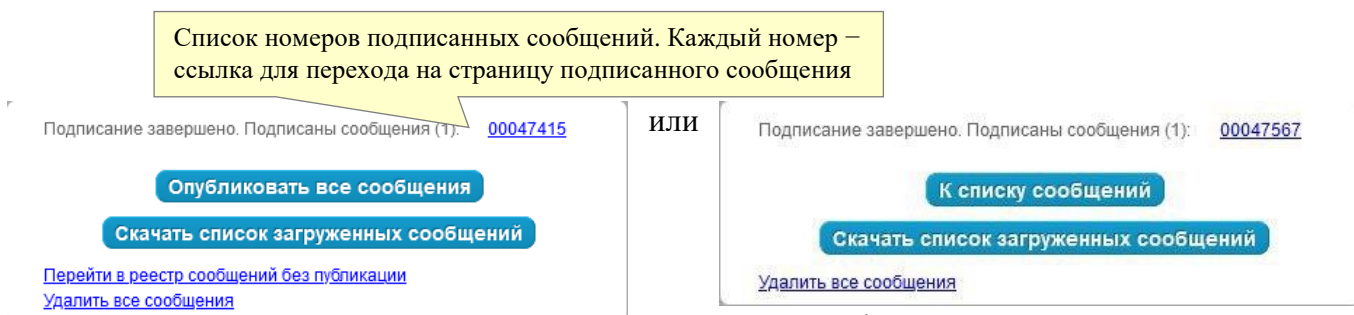 Список номеров подписанных сообщений. Каждый номер −
ссылка для перехода на страницу подписанного сообщения
Подписание завершено. Подписаны сообщения (1): 00047415
Опубликовать все сообщения
Скачать список загруженных сообщений
Перейти в реестр сообщений без публикации
Удалить все сообщения
или
Подписание завершено. Подписаны сообщения (1): 00047567
К списку сообщений
Скачать список загруженных сообщений
Удалить все сообщения